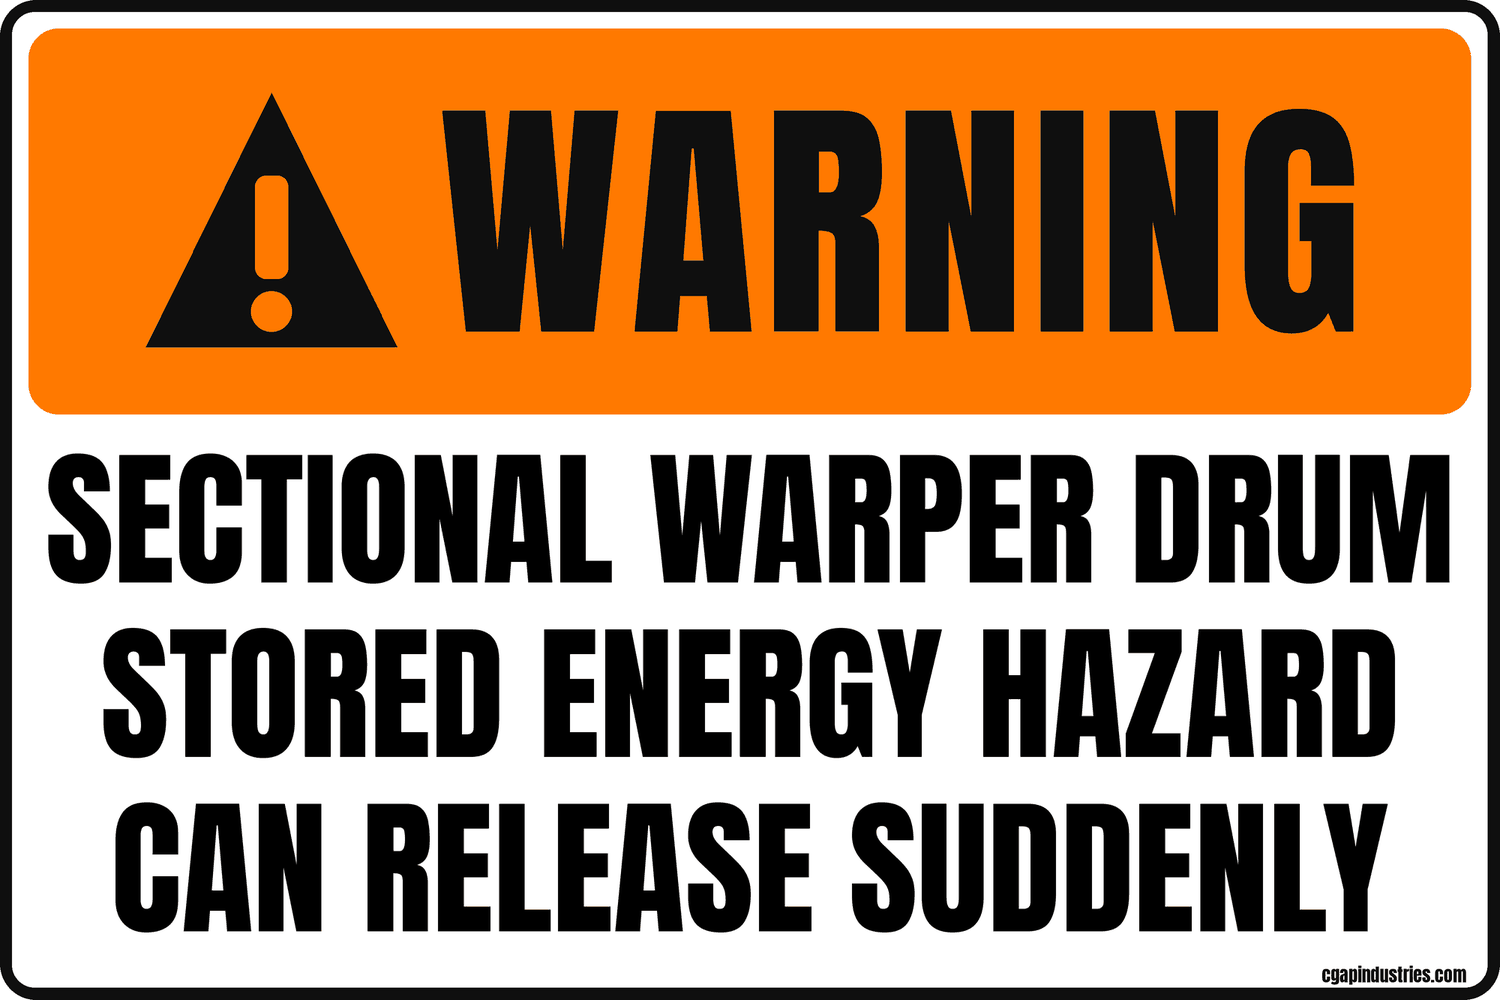 WARNING
SECTIONAL WARPER DRUM
STORED ENERGY HAZARD
CAN RELEASE SUDDENLY
cgapindustries.com